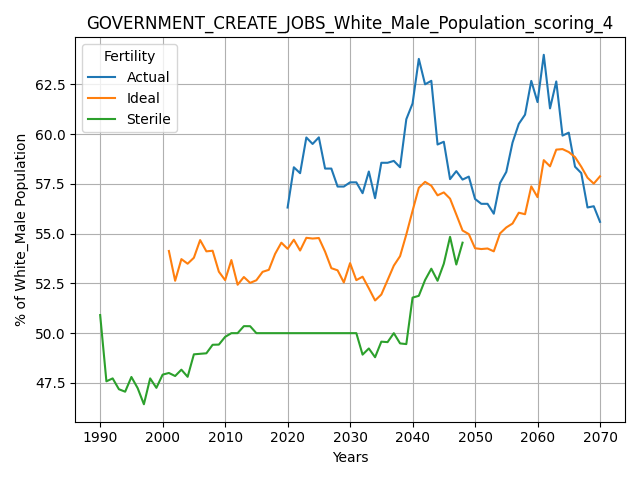 GOVERNMENT_CREATE_JOBS_White_Male_Population_scoring_4
Fertility
Actual
Ideal
Sterile
% of White_Male Population
62.5
60.0
57.5
55.0
52.5
50.0
47.5
1990 2000 2010 2020 2030 2040 2050 2060 2070
Years